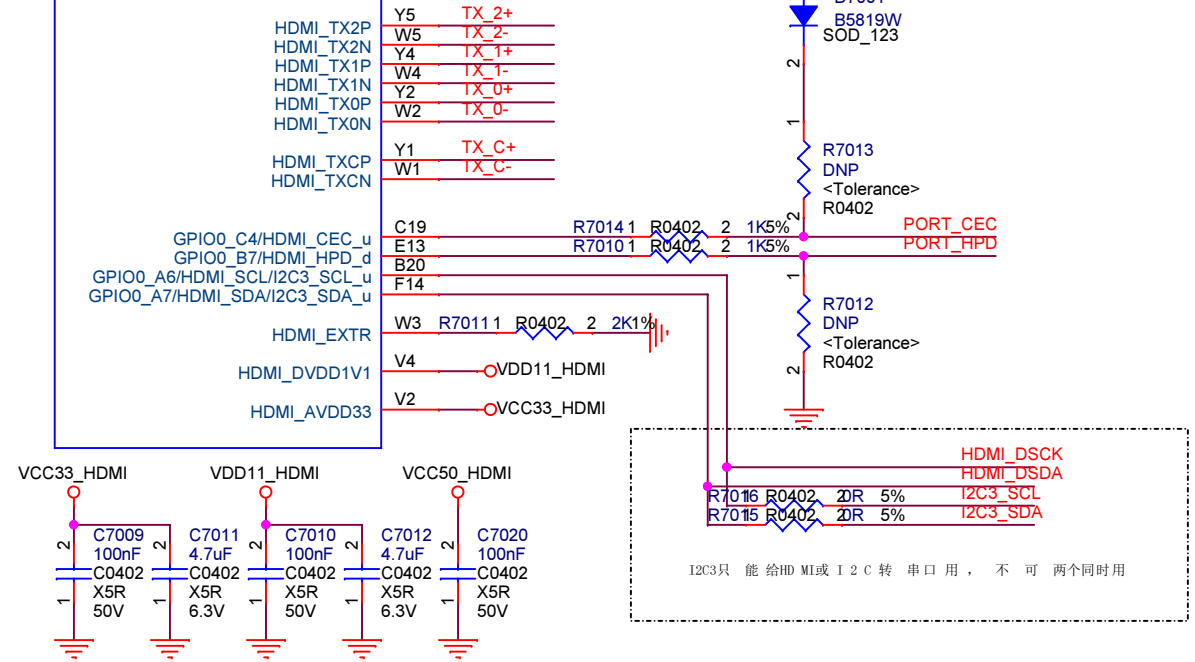 B5819W
SOD_123
2
HDMI_TX2P Y5 TX_2+
HDMI_TX2N W5 TX_2-
HDMI_TX1P Y4 TX_1+
HDMI_TX1N W4 TX_1-
HDMI_TX0P Y2 TX_0+
HDMI_TX0N W2 TX_0-
HDMI_TXCP Y1 TX_C+
HDMI_TXCN W1 TX_C-
1
R7013
DNP
<Tolerance>
R0402
2
GPIO0_C4/HDMI_CEC_u C19 R7014 1 R0402 2 1K 5% PORT_CEC
GPIO0_B7/HDMI_HPD_d E13 R7010 1 R0402 2 1K 5% PORT_HPD
GPIO0_A6/HDMI_SCL/I2C3_SCL_u B20
GPIO0_A7/HDMI_SDA/I2C3_SDA_u F14
1
R7012
DNP
<Tolerance>
R0402
2
HDMI_EXTR W3 R7011 1 R0402 2 2K 1%
HDMI_DVDD1V1 V4 VDD11_HDMI
HDMI_AVDD33 V2 VCC33_HDMI
HDMI_DSCK
HDMI_DSDA
R7016 1 R0402 2 0R 5% I2C3_SCL
R7015 1 R0402 2 0R 5% I2C3_SDA
I2C3只 能 给HD MI或 I 2 C 转 串口 用 , 不 可 两个同时用
VCC33_HDMI VDD11_HDMI VCC50_HDMI
2 C7009 2 C7011 2 C7010 2 C7012 2 C7020
100nF 4.7uF 100nF 4.7uF 100nF
C0402 C0402 C0402 C0402 C0402
1 X5R 1 X5R 1 X5R 1 X5R 1 X5R
50V 6.3V 50V 6.3V 50V